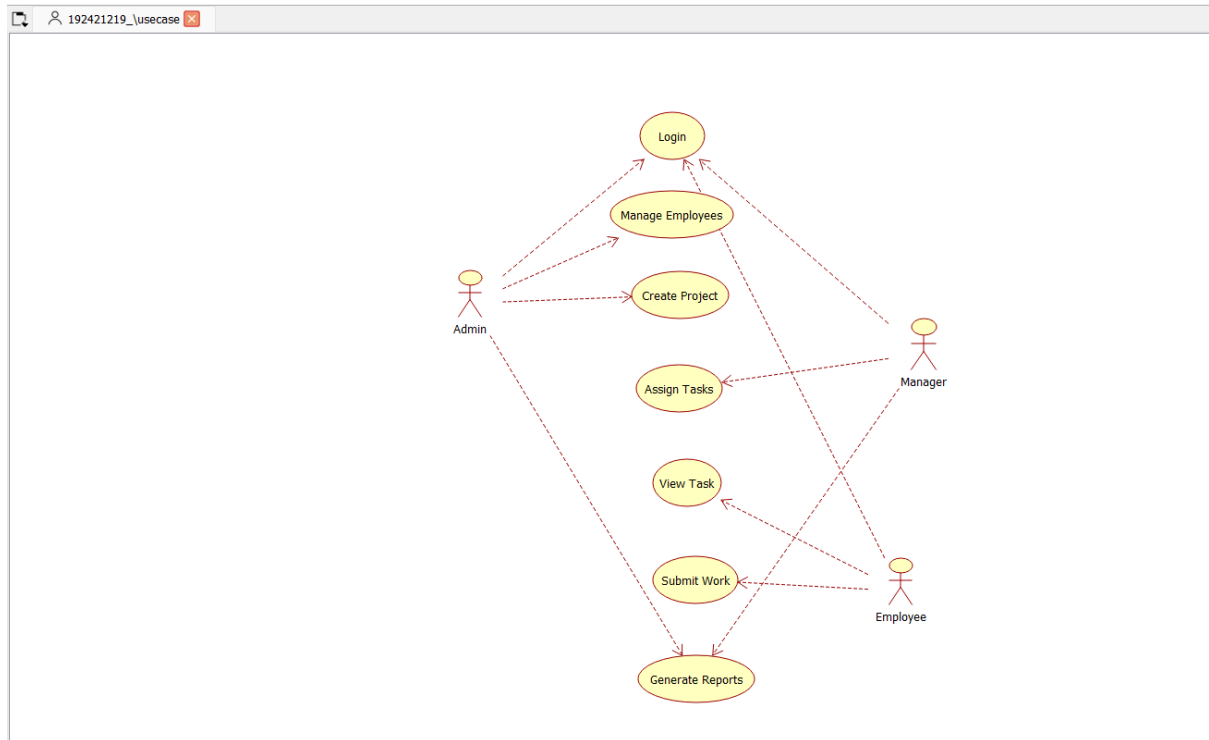 192421219_\usecase
Login
Manage Employees
Admin
Create Project
Manager
Assign Tasks
View Task
Submit Work
Employee
Generate Reports